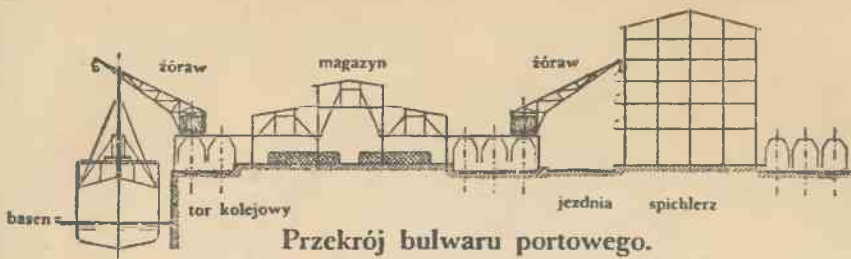 żóraw
magazyn
żóraw
basen
tor kolejowy
jezdnia
spichlerz
Przekrój bulwaru portowego.